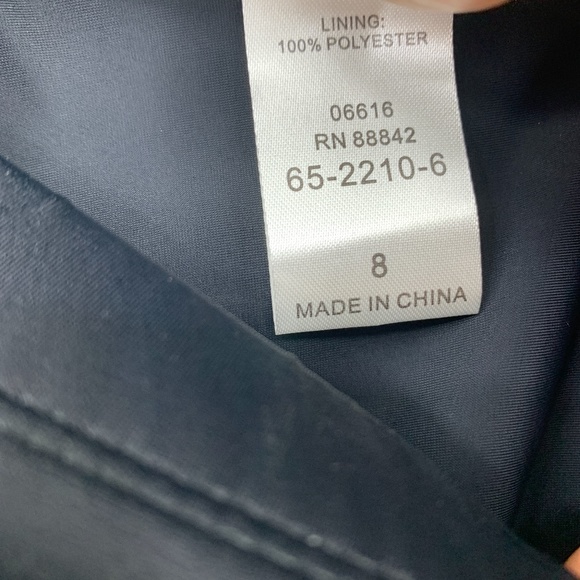 LINING:
100% POLYESTER
06616
RN 88842
65-2210-6
8
MADE IN CHINA